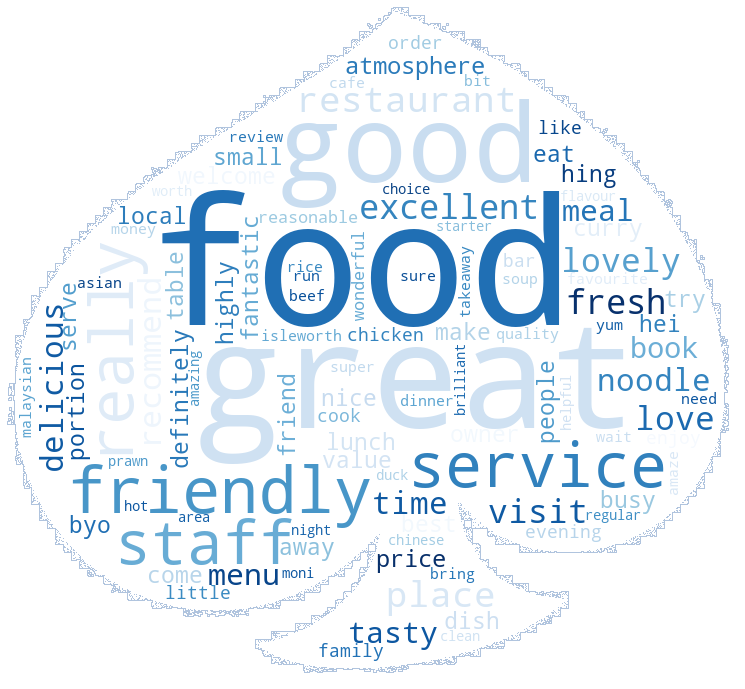 order
atmosphere
cafe
bit
restaurant
good
like
review
small
eat
welcome
hing
worth
choice
flavour
food
excellent
meal
local
reasonable
money
starter
curry
fantastic
table
wonderful
lovely
bar
rice
run
sure
soup
favourite
asian
beef
takeaway
highly
fresh
try
really
recommend
serve
delicious
isleworth
chicken
make
quality
yum
hei
great
book
portion
malaysian
definitely
amazing
super
brilliant
noodle
friend
nice
dinner
people
helpful
need
cook
love
lunch
owner
wait
enjoy
value
prawn
service
duck
amaze
friendly
hot
time
visit
busy
area
regular
byo
staff
night
best
evening
away
chinese
price
come
menu
moni
bring
little
place
dish
tasty
clean
family